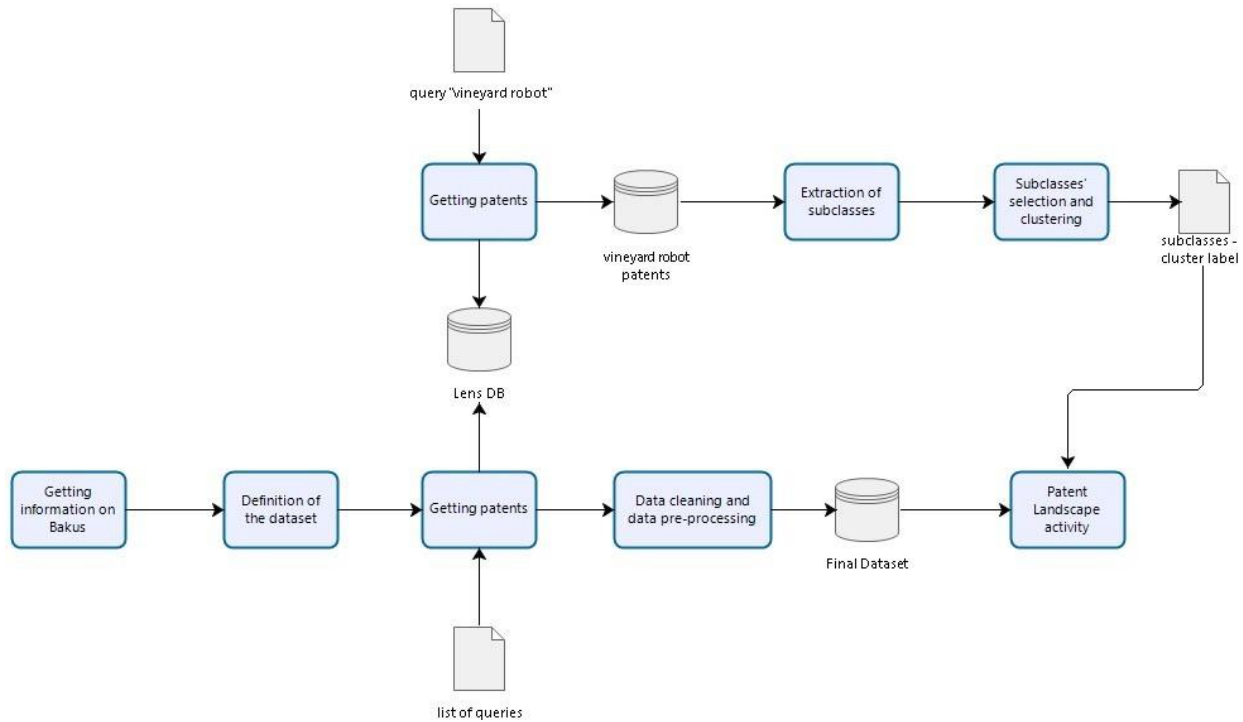 query "vineyard robot"
Getting patents
vineyard robot
patents
Extraction of
subclasses
Subclasses'
selection and
clustering
subclasses -
cluster label
Lens DB
Getting
information on
Bakus
Definition of
the dataset
Getting patents
Data cleaning and
data pre-processing
Final Dataset
Patent
Landscape
activity
list of queries